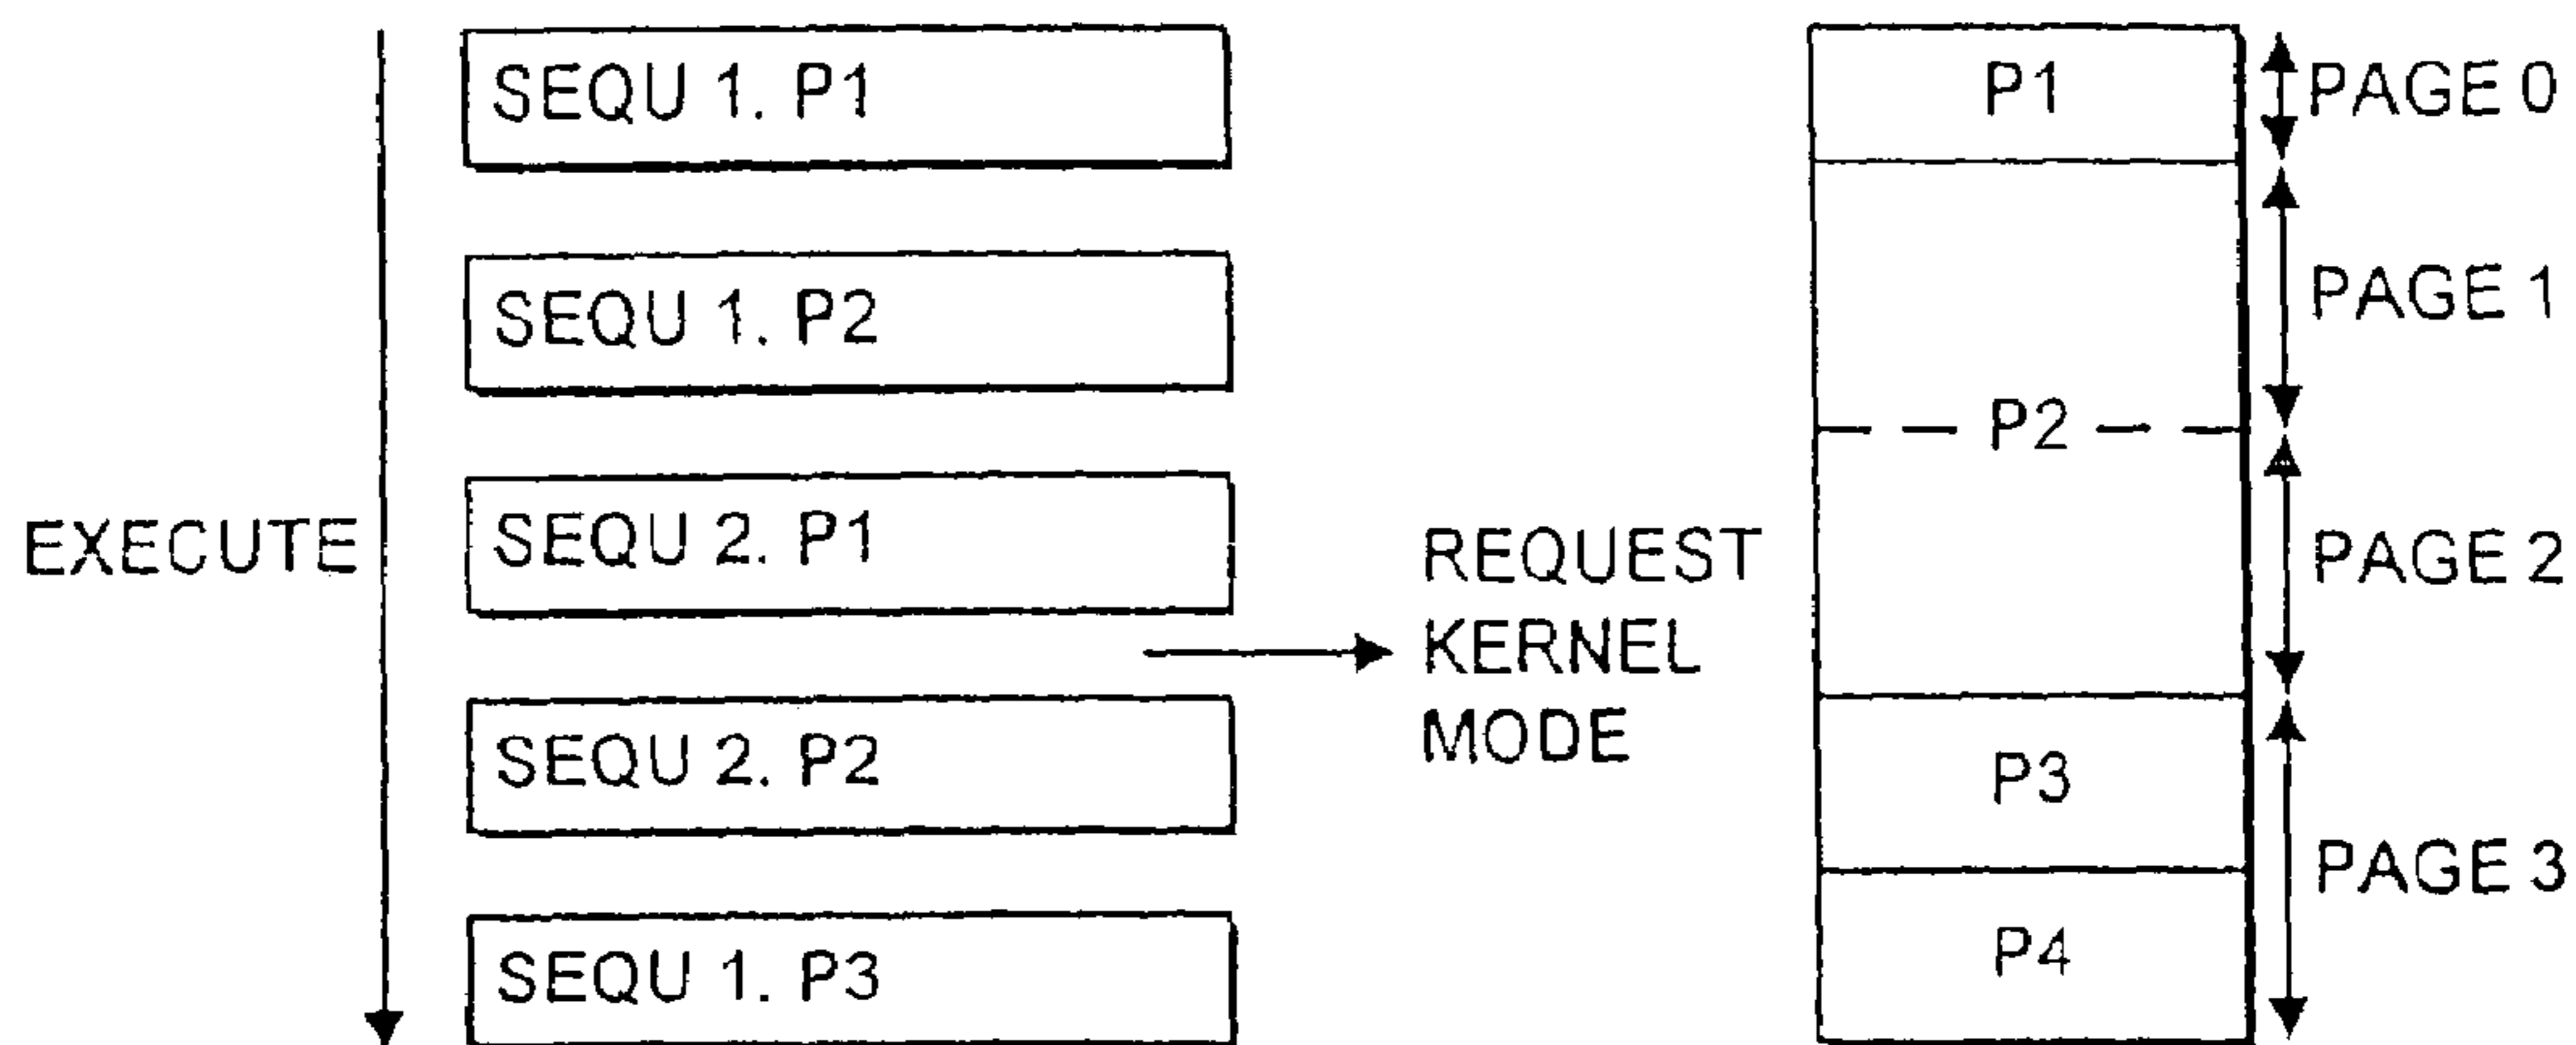 SEQU 1. P1
SEQU 1. P2
SEQU 2. P1
SEQU 2. P2
SEQU 1. P3
EXECUTE
REQUEST
KERNEL
MODE
P1
P2
P3
P4
PAGE 0
PAGE 1
PAGE 2
PAGE 3